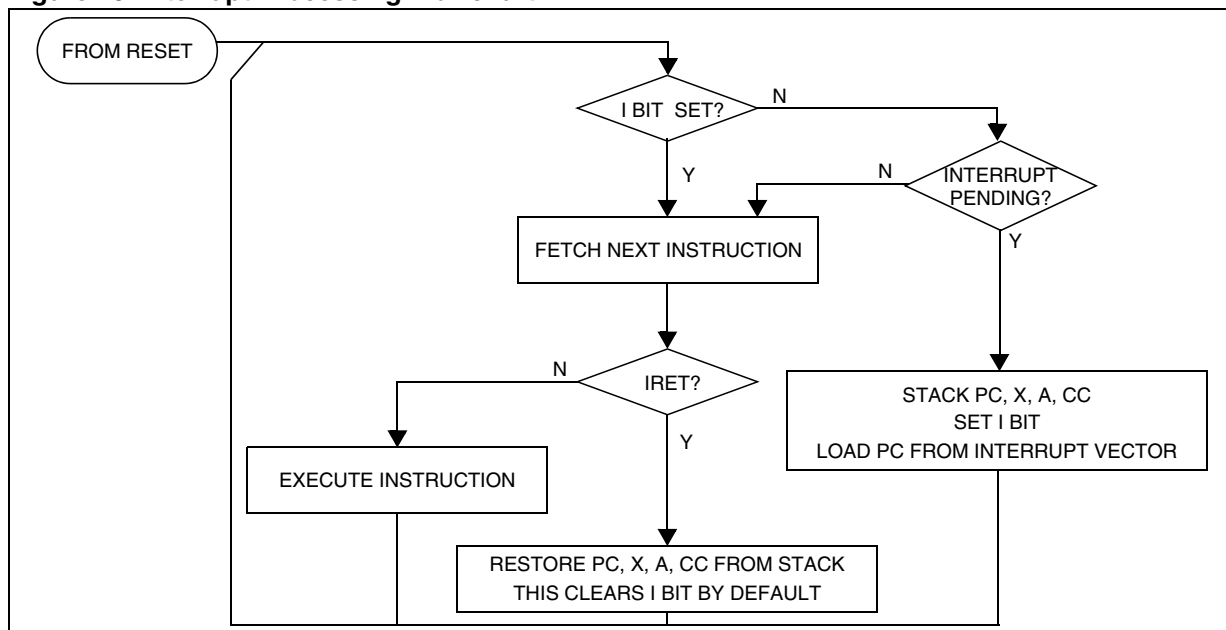 FROM RESET
I BIT SET?
N
Y
N
INTERRUPT
PENDING?
Y
FETCH NEXT INSTRUCTION
N
IRET?
Y
STACK PC, X, A, CC
SET I BIT
LOAD PC FROM INTERRUPT VECTOR
EXECUTE INSTRUCTION
RESTORE PC, X, A, CC FROM STACK
THIS CLEARS I BIT BY DEFAULT